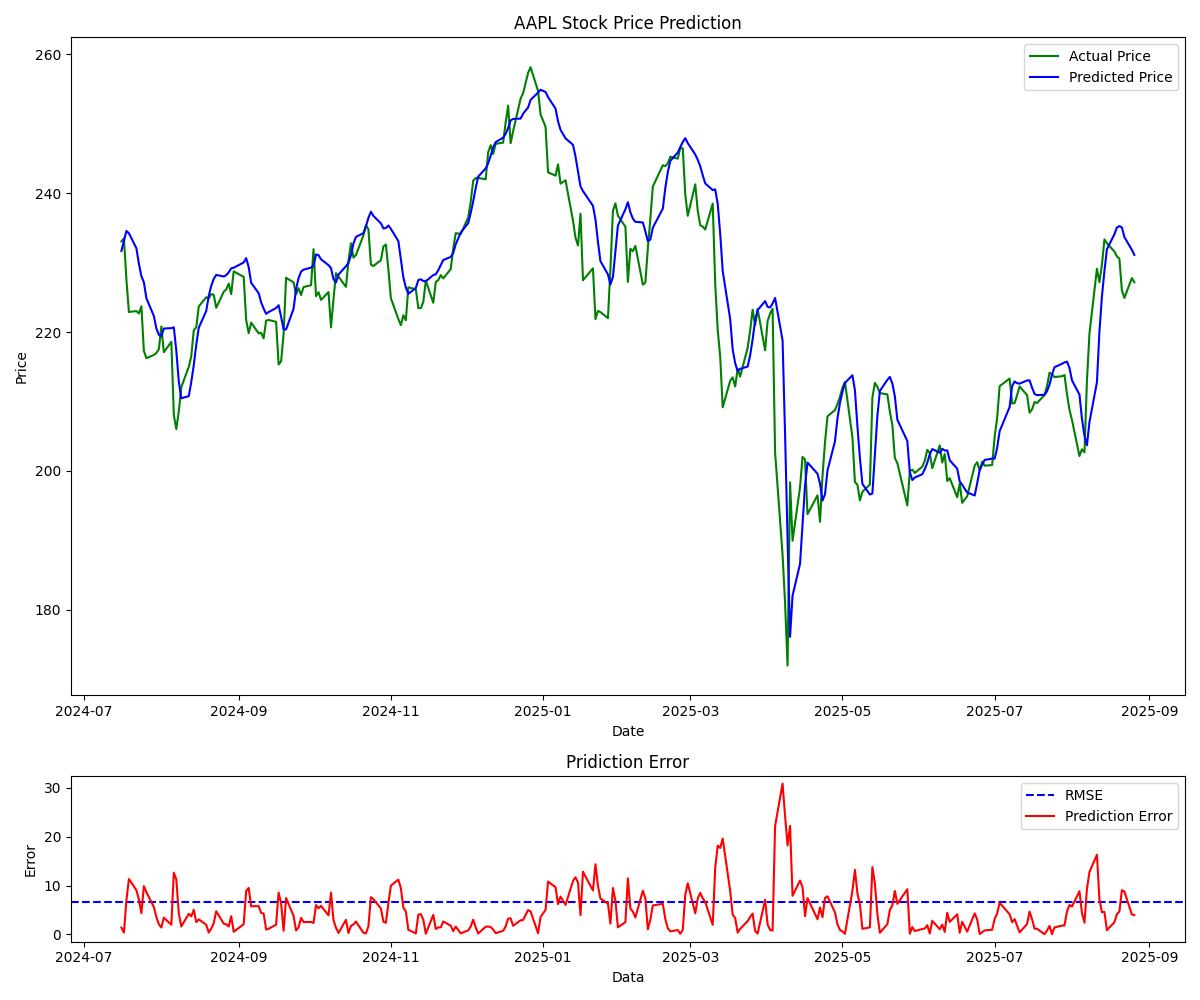 AAPL Stock Price Prediction
Actual Price
Predicted Price
260
240
220
200
180
Price
2024-07 2024-09 2024-11 2025-01 2025-03 2025-05 2025-07 2025-09
Date
Pridiction Error
RMSE
Prediction Error
30
20
10
0
Error
2024-07 2024-09 2024-11 2025-01 2025-03 2025-05 2025-07 2025-09
Data